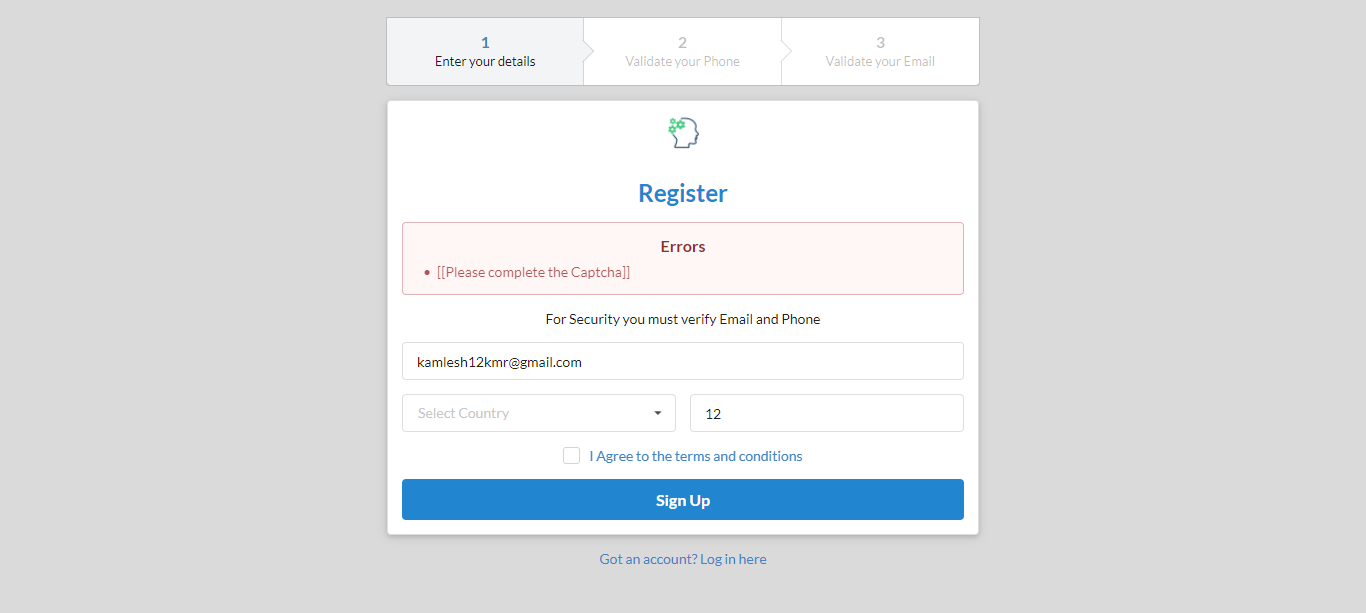 1
Enter your details
2
Validate your Phone
3
Validate your Email
Register
Errors
• [[Please complete the Captcha]]
For Security you must verify Email and Phone
kamlesh12kmr@gmail.com
Select Country
12
I Agree to the terms and conditions
Sign Up
Got an account? Log in here